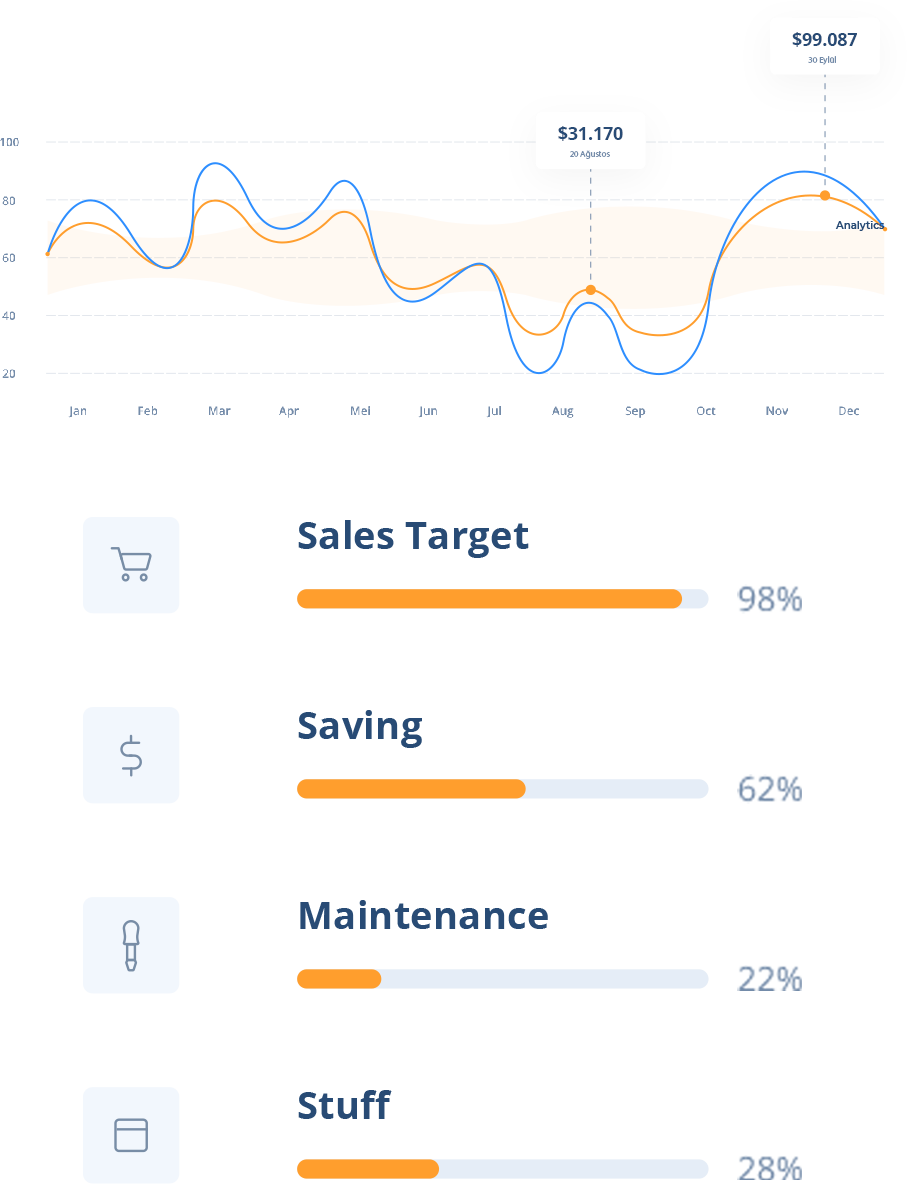 $99.087
30 Eylül
$31.170
20 Ağustos
100
80
Analytics
60
40
20
Jan Feb Mar Apr Mei Jun Jul Aug Sep Oct Nov Dec
Sales Target
98%
Saving
62%
Maintenance
22%
Stuff
28%